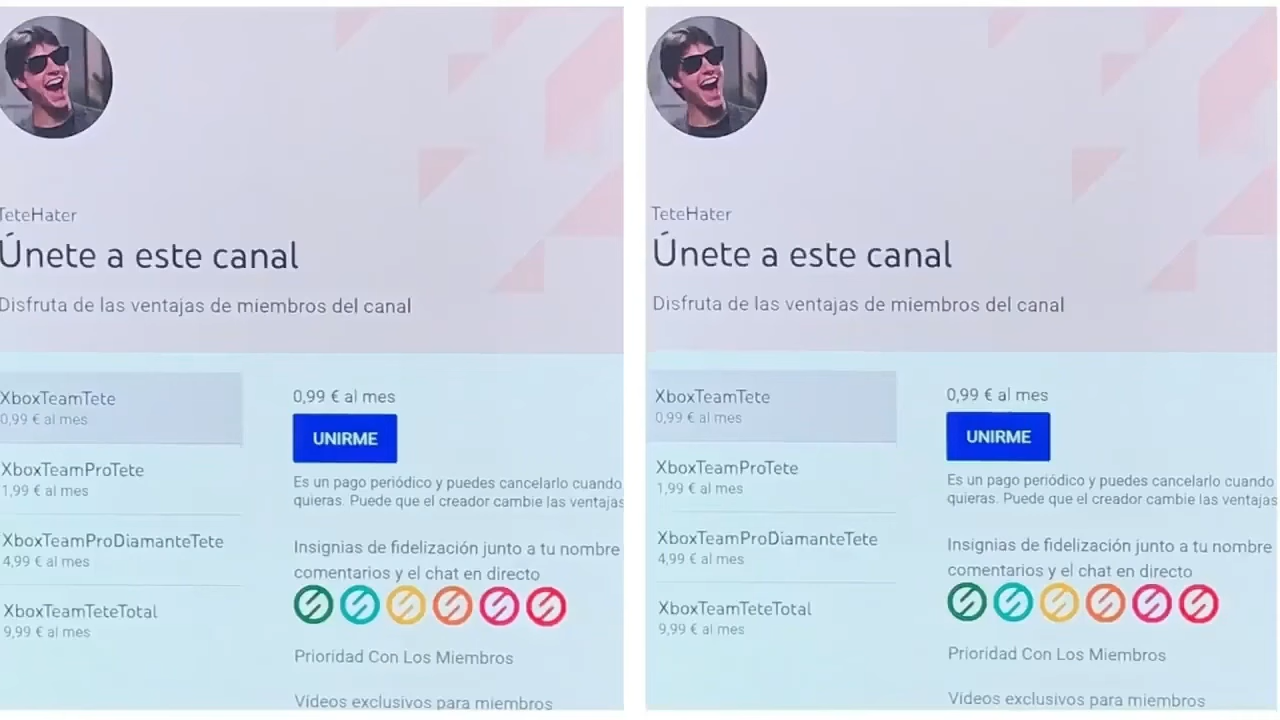 TeteHater
Únete a este canal
Disfruta de las ventajas de miembros del canal
XboxTeamTete
0,99 € al mes
XboxTeamProTete
1,99 € al mes
XboxTeamProDiamanteTete
4,99 € al mes
XboxTeamTeteTotal
9,99 € al mes
0,99 € al mes
UNIRME
Es un pago periódico y puedes cancelarlo cuando
quieras. Puede que el creador cambie las ventajas
Insignias de fidelización junto a tu nombre
comentarios y el chat en directo
Prioridad Con Los Miembros
Vídeos exclusivos para miembros
TeteHater
Únete a este canal
Disfruta de las ventajas de miembros del canal
XboxTeamTete
0,99 € al mes
XboxTeamProTete
1,99 € al mes
XboxTeamProDiamanteTete
4,99 € al mes
XboxTeamTeteTotal
9,99 € al mes
0,99 € al mes
UNIRME
Es un pago periódico y puedes cancelarlo cuando
quieras. Puede que el creador cambie las ventajas
Insignias de fidelización junto a tu nombre
comentarios y el chat en directo
Prioridad Con Los Miembros
Vídeos exclusivos para miembros